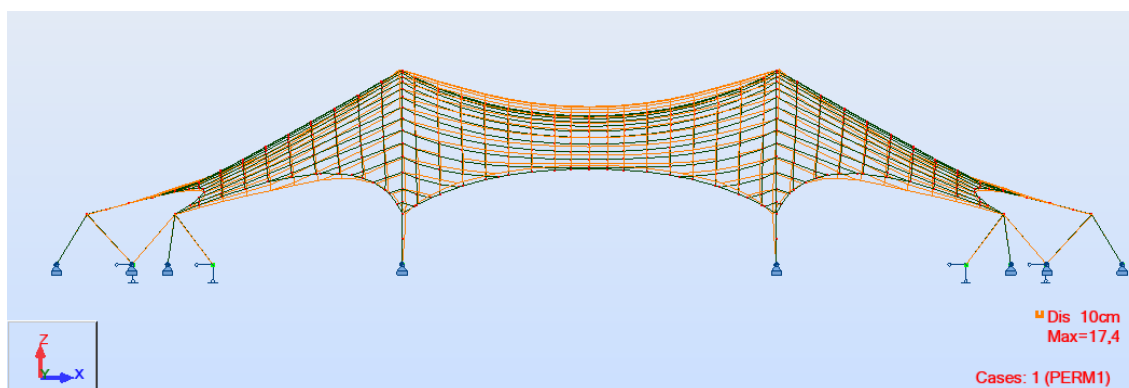 Dis 10cm
Max=17,4
Cases: 1 (PERM1)
Z
Y
X